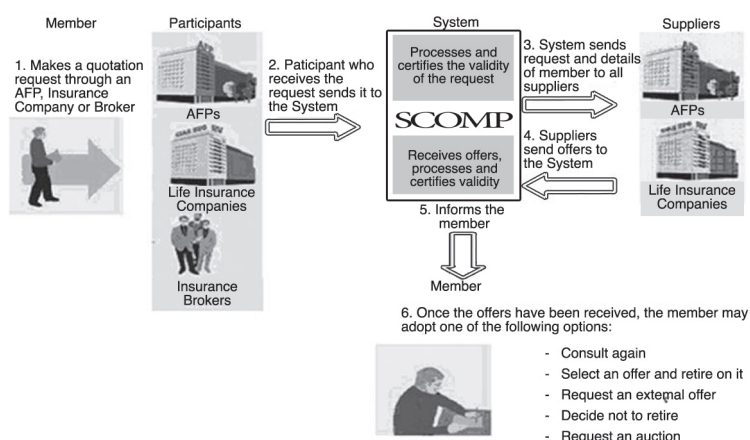 Member
Participants
System
Suppliers
1. Makes a quotation
request through an
AFP, Insurance
Company or Broker
AFPs
Life Insurance
Companies
Insurance
Brokers
2. Paticipant who
receives the
request sends it to
the System
Processes and
certifies the validity
of the request
SCOMP
Receives offers,
processes and
certifies validity
3. System sends
request and details
of member to all
suppliers
4. Suppliers
send offers to
the System
AFPs
Life Insurance
Companies
5. Informs the
member
Member
6. Once the offers have been received, the member may
adopt one of the following options:
- Consult again
- Select an offer and retire on it
- Request an external offer
- Decide not to retire
- Request an auction